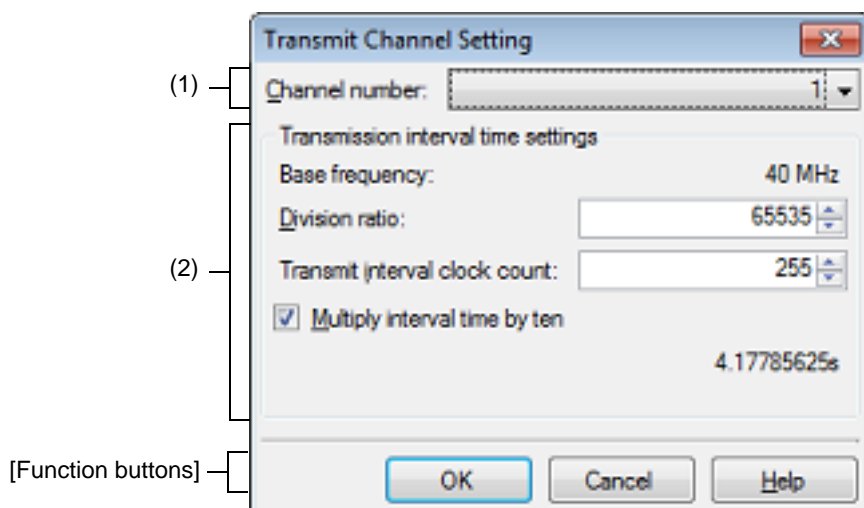 Transmit Channel Setting
(1)
Channel number: 1
(2)
Transmission interval time settings
Base frequency: 40 MHz
Division ratio: 65535
Transmit interval clock count: 255
Multiply interval time by ten
4.17785625s
[Function buttons]
OK Cancel Help